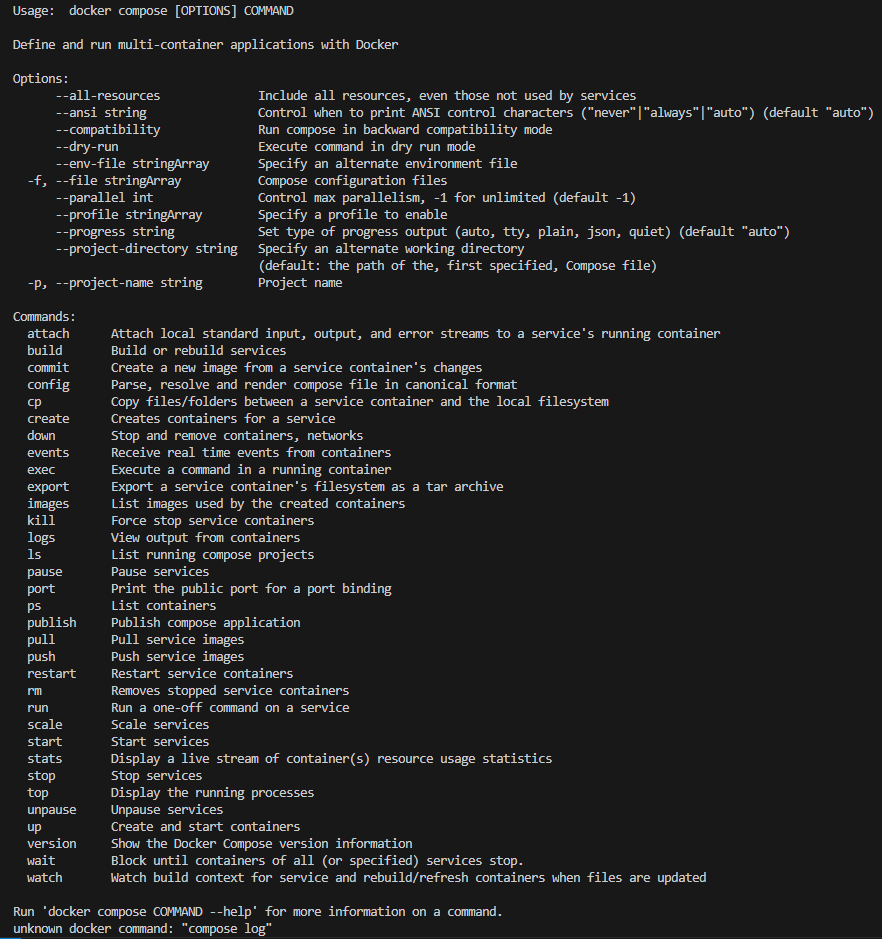 Usage:  docker compose [OPTIONS] COMMAND

Define and run multi-container applications with Docker

Options:
      --all-resources              Include all resources, even those not used by services
      --ansi string                Control when to print ANSI control characters ("never"|"always"|"auto") (default "auto")
      --compatibility              Run compose in backward compatibility mode
      --dry-run                    Execute command in dry run mode
      --env-file stringArray       Specify an alternate environment file
  -f, --file stringArray           Compose configuration files
      --parallel int               Control max parallelism, -1 for unlimited (default -1)
      --profile stringArray        Specify a profile to enable
      --progress string            Set type of progress output (auto, tty, plain, json, quiet) (default "auto")
      --project-directory string   Specify an alternate working directory
                                   (default: the path of the, first specified, Compose file)
  -p, --project-name string        Project name

Commands:
  attach      Attach local standard input, output, and error streams to a service's running container
  build       Build or rebuild services
  commit      Create a new image from a service container's changes
  config      Parse, resolve and render compose file in canonical format
  cp          Copy files/folders between a service container and the local filesystem
  create      Creates containers for a service
  down        Stop and remove containers, networks
  events      Receive real time events from containers
  exec        Execute a command in a running container
  export      Export a service container's filesystem as a tar archive
  images      List images used by the created containers
  kill        Force stop service containers
  logs        View output from containers
  ls          List running compose projects
  pause       Pause services
  port        Print the public port for a port binding
  ps          List containers
  publish     Publish compose application
  pull        Pull service images
  push        Push service images
  restart     Restart service containers
  rm          Removes stopped service containers
  run         Run a one-off command on a service
  scale       Scale services
  start       Start services
  stats       Display a live stream of container(s) resource usage statistics
  stop        Stop services
  top         Display the running processes
  unpause     Unpause services
  up          Create and start containers
  version     Show the Docker Compose version information
  wait        Block until containers of all (or specified) services stop.
  watch       Watch build context for service and rebuild/refresh containers when files are updated

Run 'docker compose COMMAND --help' for more information on a command.
unknown docker command: "compose log"